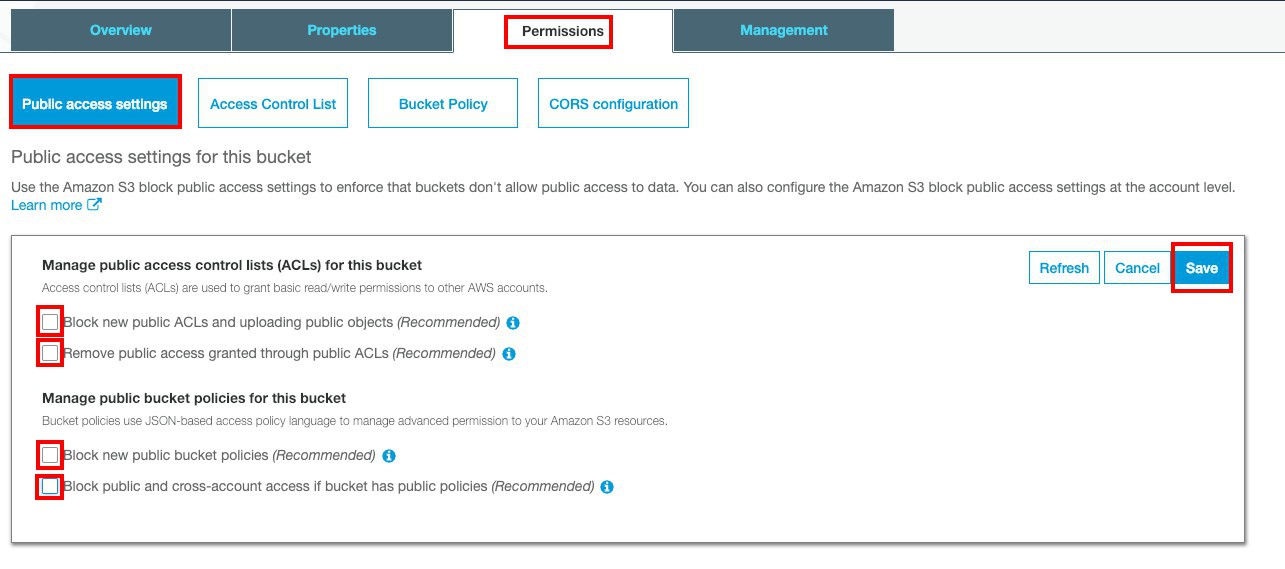 Overview Properties Permissions Management
Public access settings Access Control List Bucket Policy CORS configuration
Public access settings for this bucket
Use the Amazon S3 block public access settings to enforce that buckets don't allow public access to data. You can also configure the Amazon S3 block public access settings at the account level.
Learn more
Manage public access control lists (ACLs) for this bucket
Refresh Cancel Save
Access control lists (ACLs) are used to grant basic read/write permissions to other AWS accounts.
Block new public ACLs and uploading public objects (Recommended)
Remove public access granted through public ACLs (Recommended)
Manage public bucket policies for this bucket
Bucket policies use JSON-based access policy language to manage advanced permission to your Amazon S3 resources.
Block new public bucket policies (Recommended)
Block public and cross-account access if bucket has public policies (Recommended)